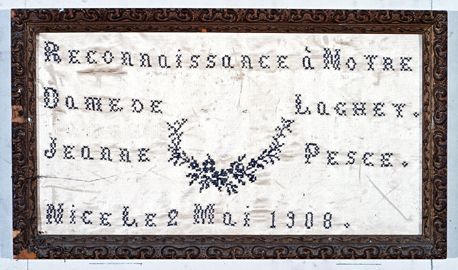 Reconnaissance à Notre
Dame de Laghet.
Jeanne Pesce.
Nice Le 2 Mai 1908.